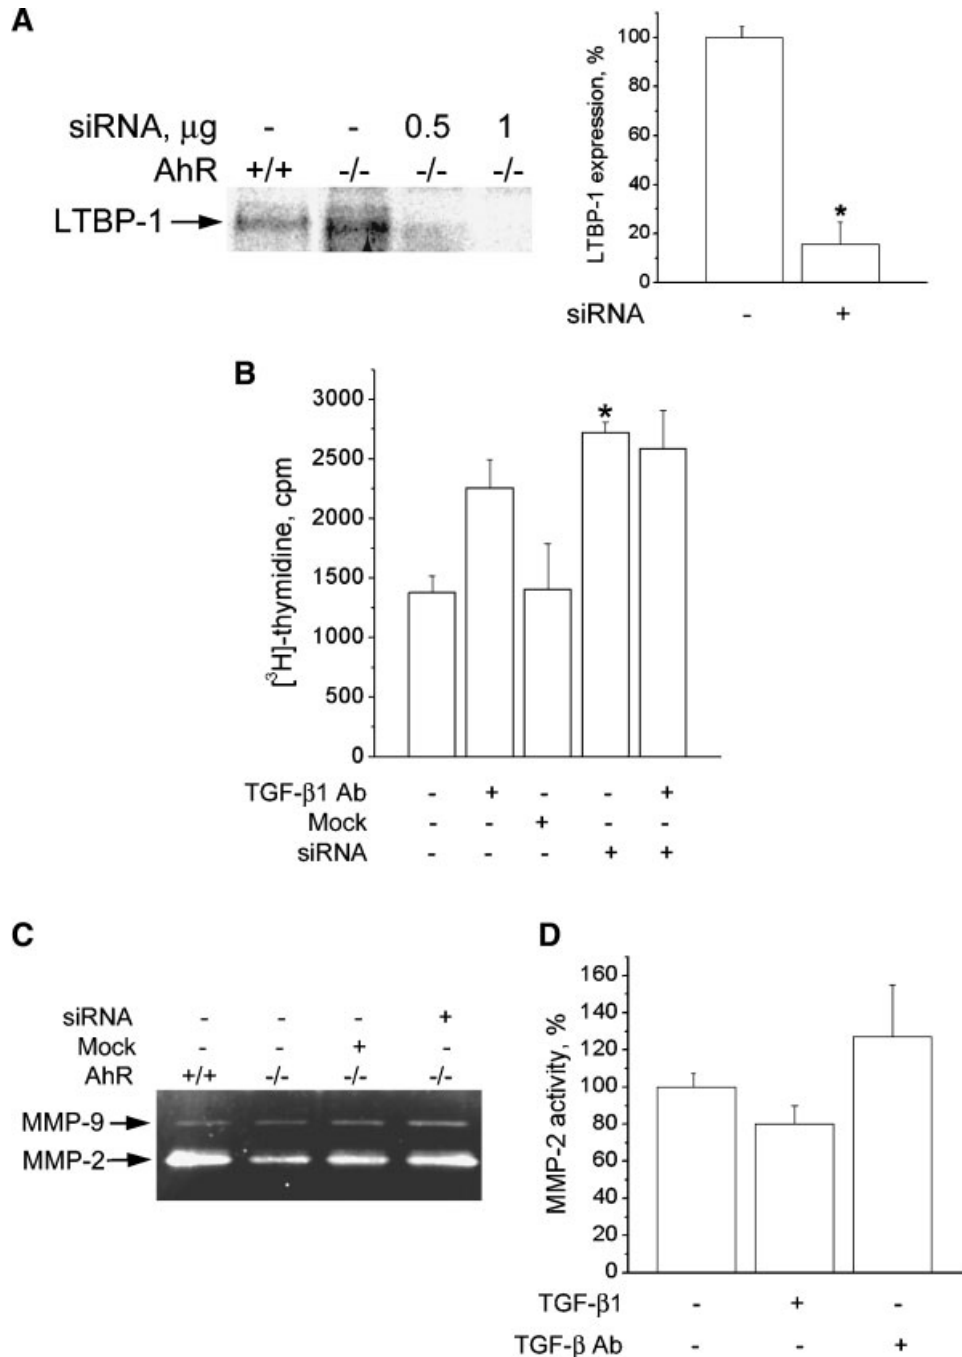 A
siRNA, μg - - 0.5 1
AhR +/+ -/- -/- -/-
LTBP-1
LTBP-1 expression, %
100
80
60
40
20
0
*
siRNA - +
B
[³H]-thymidine, cpm
3000
2500
2000
1500
1000
500
0
*
TGF-β1 Ab - + - - +
Mock - - + - -
siRNA - - - + +
C
siRNA - - - +
Mock - - + -
AhR +/+ -/- -/- -/-
MMP-9
MMP-2
D
MMP-2 activity, %
160
140
120
100
80
60
40
20
0
TGF-β1 - + -
TGF-β Ab - - +